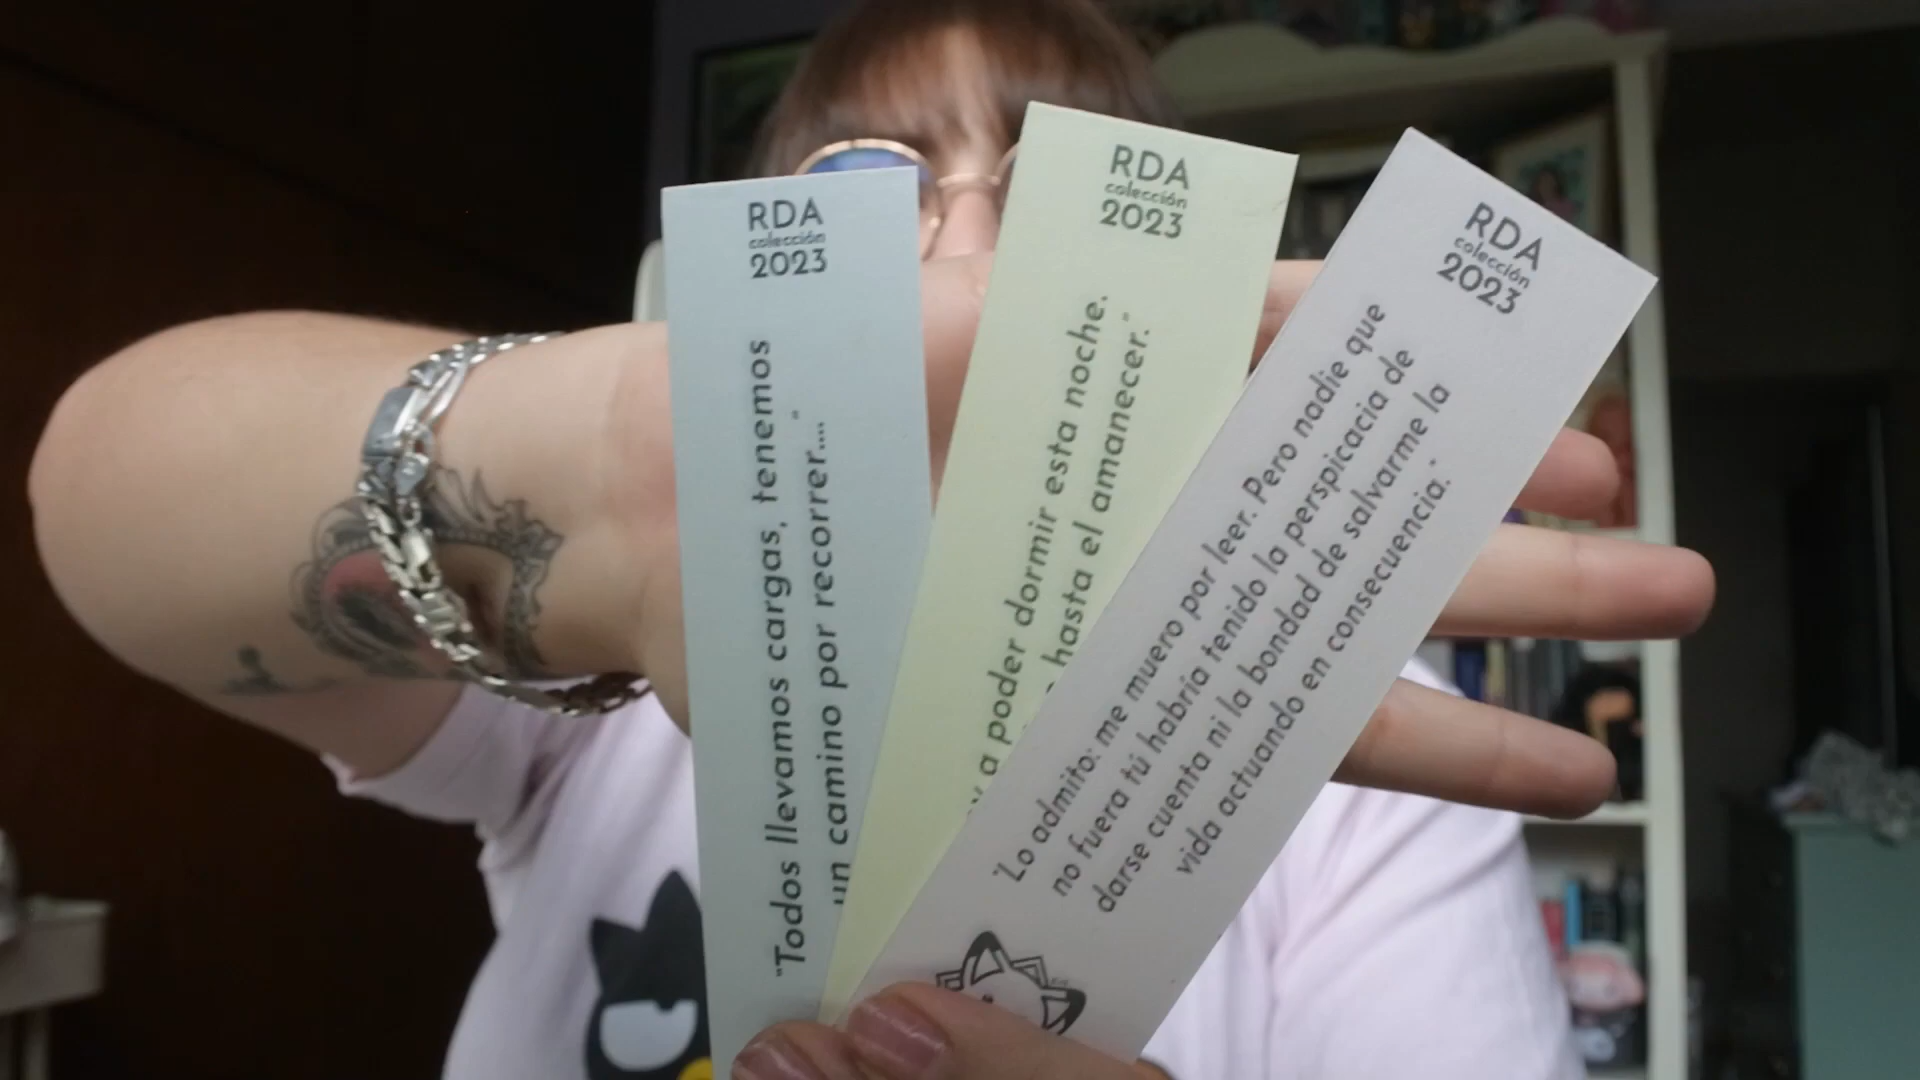 RDA
colección
2023
"Todos llevamos cargas, tenemos
un camino por recorrer...."
RDA
colección
2023
a poder dormir esta noche.
hasta el amanecer."
RDA
colección
2023
"Lo admito: me muero por leer. Pero nadie que
no fuera tú habría tenido la perspicacia de
darse cuenta ni la bondad de salvarme la
vida actuando en consecuencia."